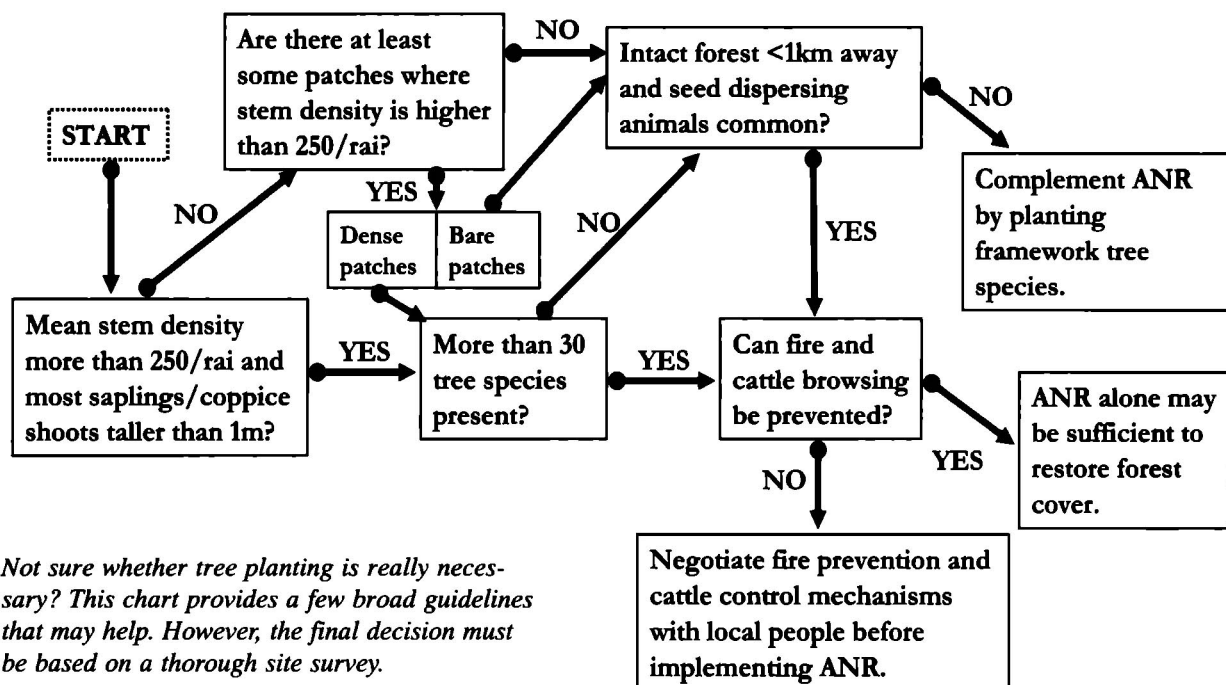 START
Mean stem density
more than 250/rai and
most saplings/coppice
shoots taller than 1m?
NO
Are there at least
some patches where
stem density is higher
than 250/rai?
NO
YES
Dense
patches
Bare
patches
YES
More than 30
tree species
present?
NO
YES
Intact forest <1km away
and seed dispersing
animals common?
NO
Complement ANR
by planting
framework tree
species.
YES
Can fire and
cattle browsing
be prevented?
YES
ANR alone may
be sufficient to
restore forest
cover.
NO
Negotiate fire prevention and
cattle control mechanisms
with local people before
implementing ANR.
Not sure whether tree planting is really neces-
sary? This chart provides a few broad guidelines
that may help. However, the final decision must
be based on a thorough site survey.